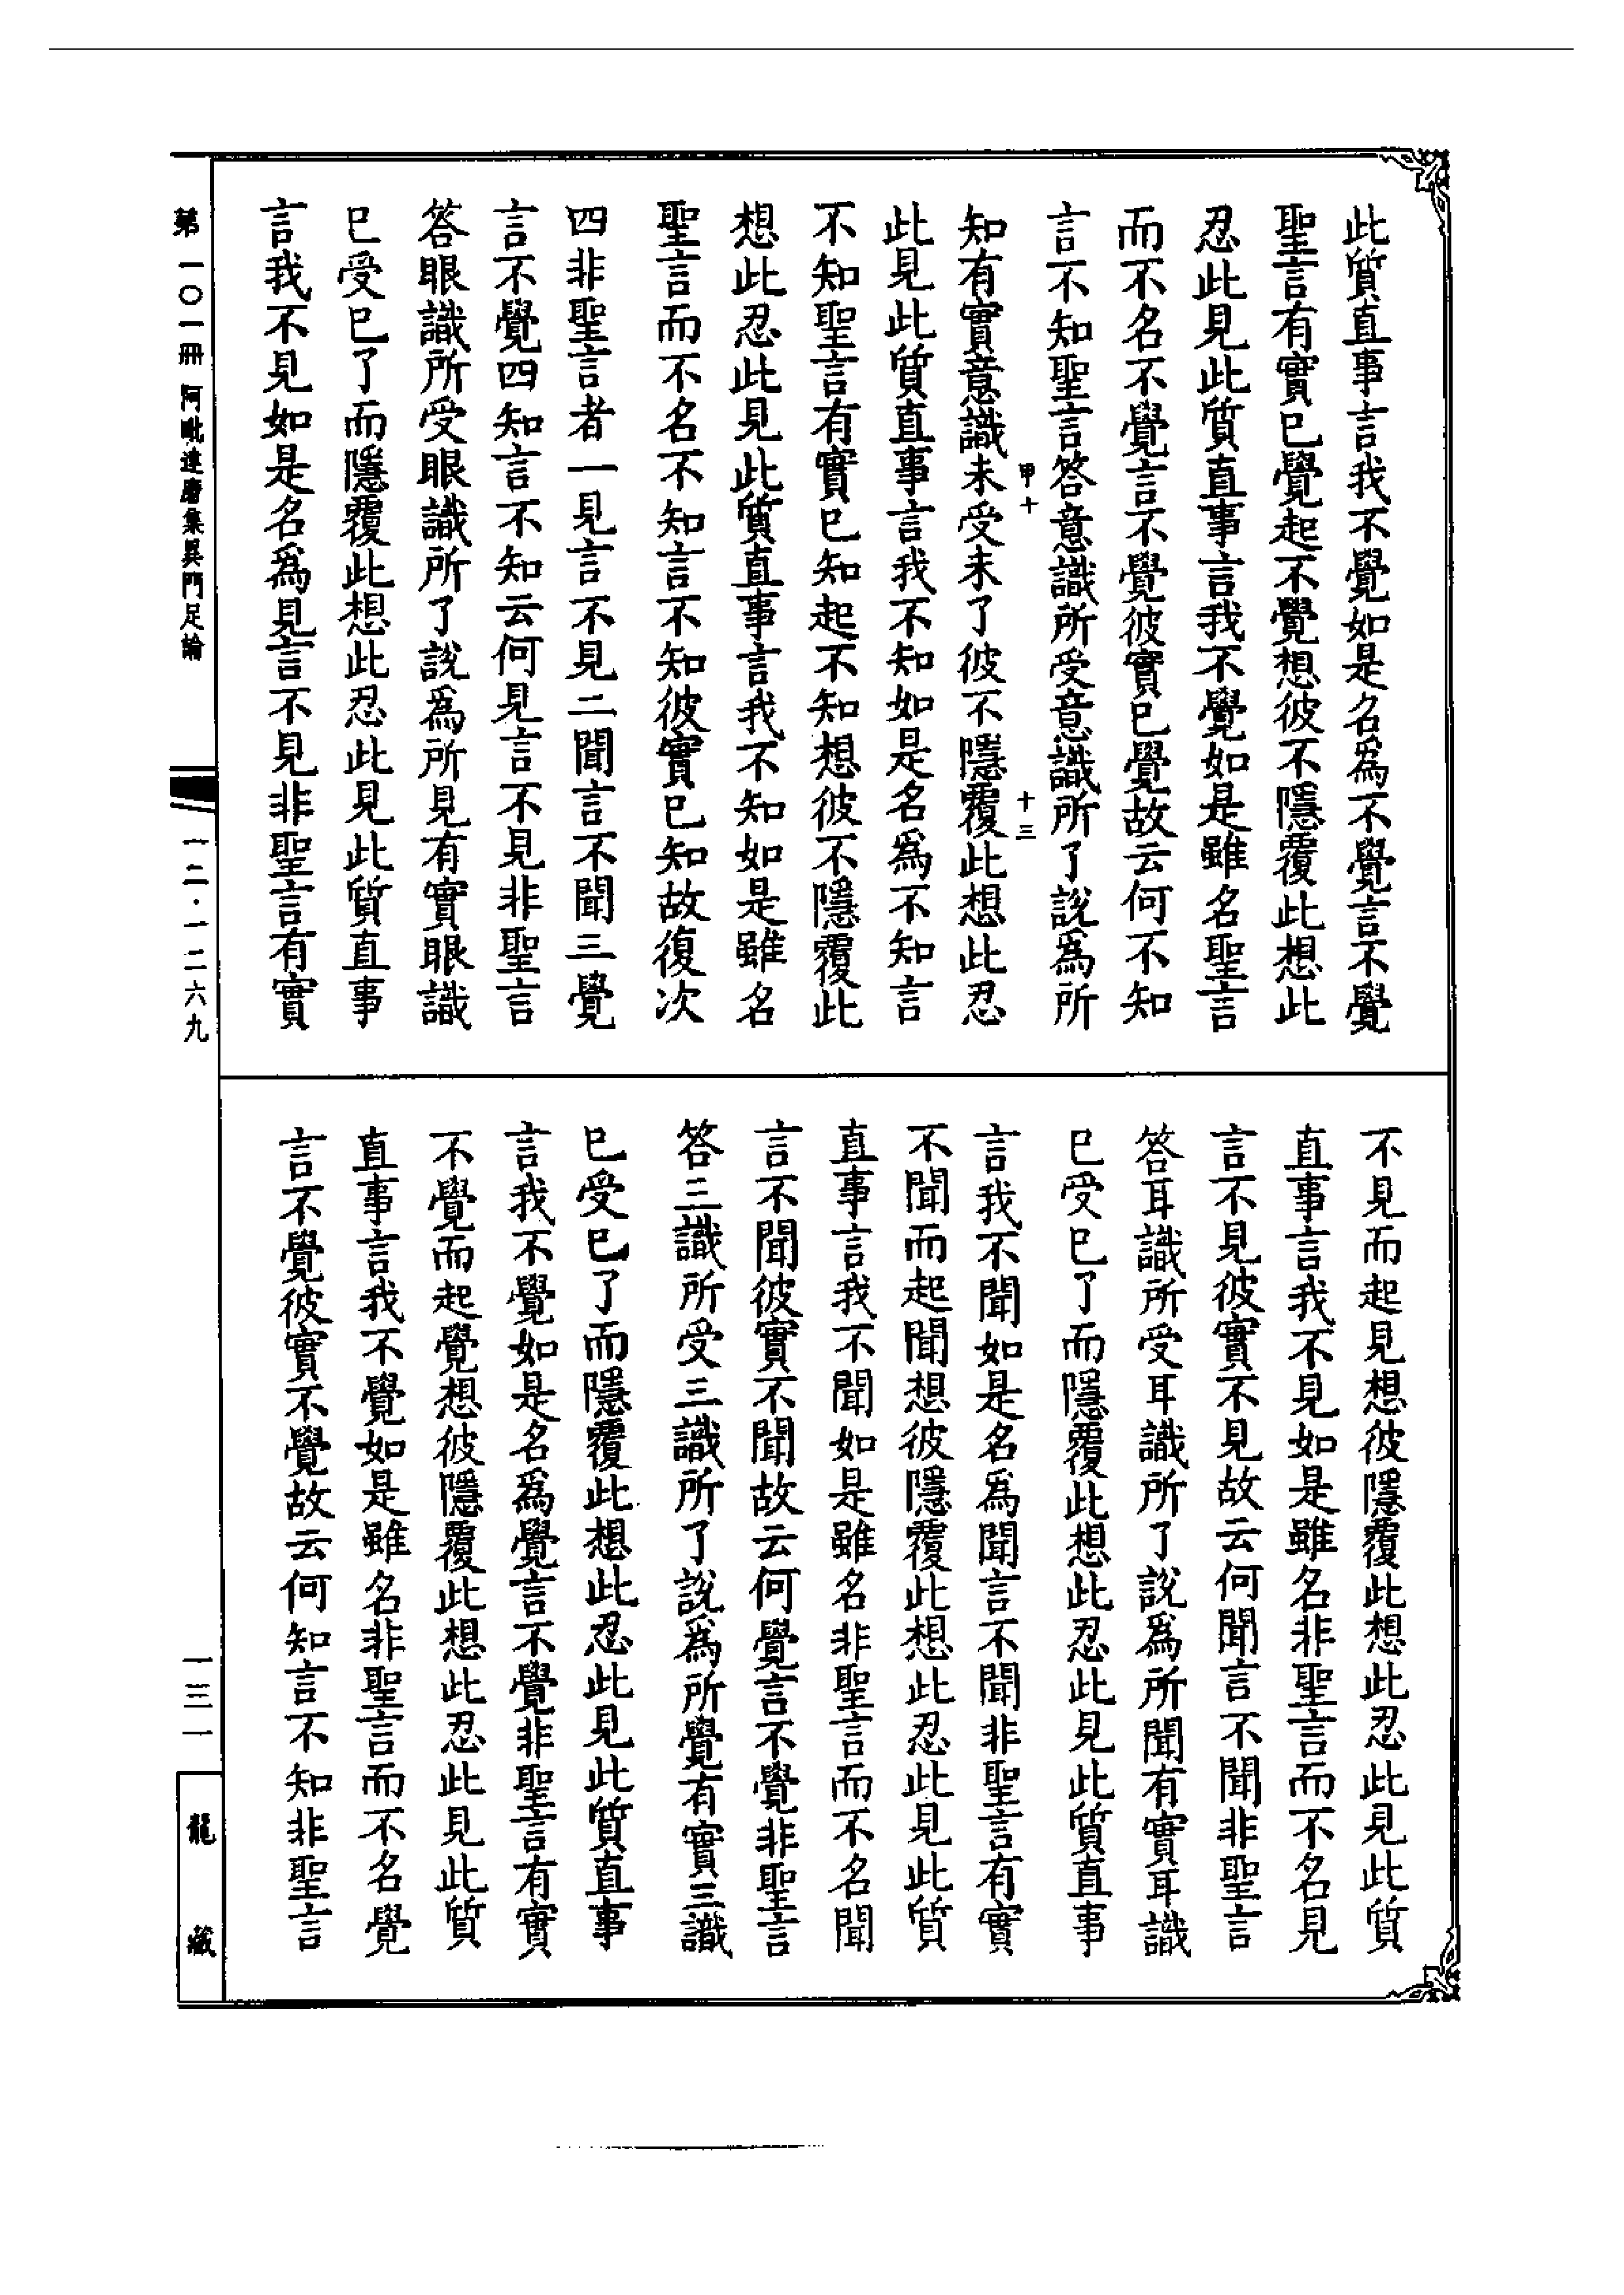 此質直事言我不覺如是名爲不覺言不覺
聖言有實已覺起不覺想彼不隱覆此想此
忍此見此質直事言我不覺如是雖名聖言
而不名不覺言不覺彼實已覺故云何不知
言不知聖言答意識所受意識所了說爲所
甲十
十三
知有實意識未受未了彼不隱覆此想此忍
此見此質直事言我不知如是名爲不知言
不知聖言有實已知起不知想彼不隱覆此
想此忍此見此質直事言我不知如是雖名
聖言而不名不知言不知彼實已知故復次
四非聖言者一見言不見二聞言不聞三覺
言不覺四知言不知云何見言不見非聖言
答眼識所受眼識所了說爲所見有實眼識
已受已了而隱覆此想此忍此見此質直事
言我不見如是名爲見言不見非聖言有實
不見而起見想彼隱覆此想此忍此見此質
直事言我不見如是雖名非聖言而不名見
言不見彼實不見故云何聞言不聞非聖言
答耳識所受耳識所了說爲所聞有實耳識
已受已了而隱覆此想此忍此見此質直事
言我不聞如是名爲聞言不聞非聖言有實
不聞而起聞想彼隱覆此想此忍此見此質
直事言我不聞如是雖名非聖言而不名聞
言不聞彼實不聞故云何覺言不覺非聖言
答三識所受三識所了說爲所覺有實三識
已受已了而隱覆此想此忍此見此質直事
言我不覺如是名爲覺言不覺非聖言有實
不覺而起覺想彼隱覆此想此忍此見此質
直事言我不覺如是雖名非聖言而不名覺
言不覺彼實不覺故云何知言不知非聖言
第一〇一冊 阿毗達磨集異門足論
一二·一二六九
一三一
龍藏